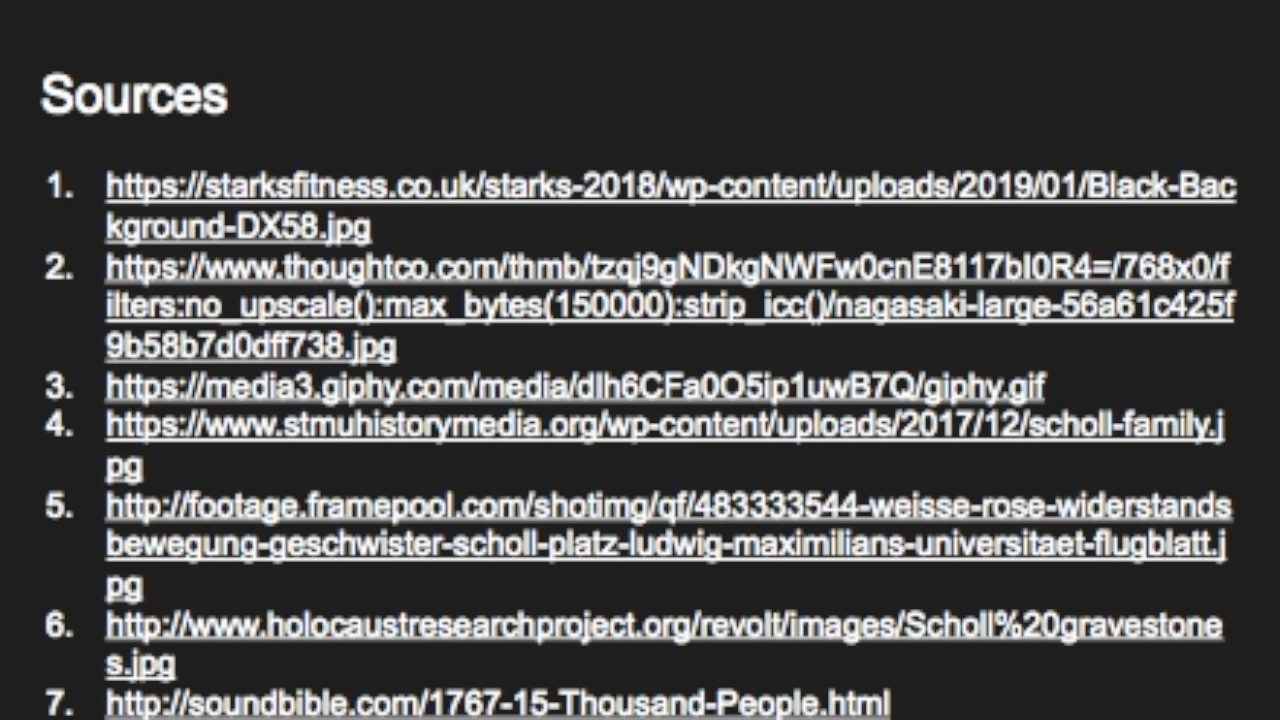 Sources
1. https://starksfitness.co.uk/starks-2018/wp-content/uploads/2019/01/Black-Bac
kground-DX58.jpg
2. https://www.thoughtco.com/thmb/tzqj9gNDkgNWFw0cnE8117bI0R4=/768x0/f
ilters:no_upscale():max_bytes(150000):strip_icc()/nagasaki-large-56a61c425f
9b58b7d0dff738.jpg
3. https://media3.giphy.com/media/dlh6CFa0O5ip1uwB7Q/giphy.gif
4. https://www.stmuhistorymedia.org/wp-content/uploads/2017/12/scholl-family.j
pg
5. http://footage.framepool.com/shotimg/qf/483333544-weisse-rose-widerstands
bewegung-geschwister-scholl-platz-ludwig-maximilians-universitaet-flugblatt.j
pg
6. http://www.holocaustresearchproject.org/revolt/images/Scholl%20gravestone
s.jpg
7. http://soundbible.com/1767-15-Thousand-People.html